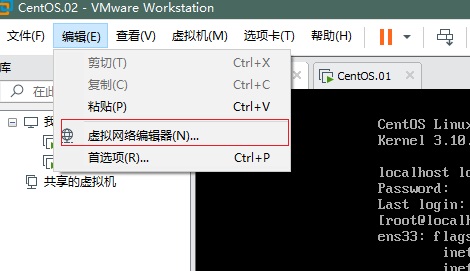 CentOS.02 - VMware Workstation
文件(F) 编辑(E) 查看(V) 虚拟机(M) 选项卡(T) 帮助(H)
库
剪切(T) Ctrl+X
复制(C) Ctrl+C
粘贴(P) Ctrl+V
虚拟网络编辑器(N)...
首选项(R)... Ctrl+P
在此
我
共享的虚拟机
CentOS.01
CentOS Linux
Kernel 3.10.
localhost lo
Password:
Last login:
[root@localh
ens33: flags
inet
inet